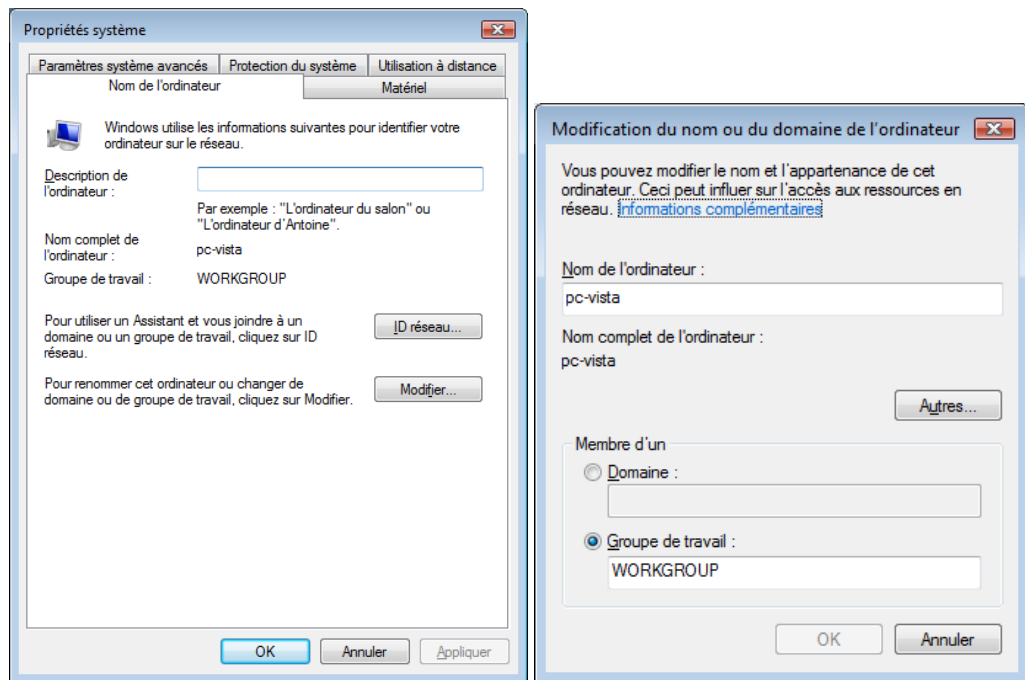 Propriétés système
Paramètres système avancés Protection du système Utilisation à distance
Nom de l'ordinateur Matériel
Windows utilise les informations suivantes pour identifier votre
ordinateur sur le réseau.
Description de
l'ordinateur :
Par exemple : "L'ordinateur du salon" ou
"L'ordinateur d'Antoine".
Nom complet de
l'ordinateur :
pc-vista
Groupe de travail : WORKGROUP
Pour utiliser un Assistant et vous joindre à un
domaine ou un groupe de travail, cliquez sur ID
réseau.
ID réseau...
Pour renommer cet ordinateur ou changer de
domaine ou de groupe de travail, cliquez sur Modifier.
Modifier...
OK Annuler Appliquer
Modification du nom ou du domaine de l'ordinateur
Vous pouvez modifier le nom et l'appartenance de cet
ordinateur. Ceci peut influer sur l'accès aux ressources en
réseau. Informations complémentaires
Nom de l'ordinateur :
pc-vista
Nom complet de l'ordinateur :
pc-vista
Autres...
Membre d'un
Domaine :
Groupe de travail :
WORKGROUP
OK Annuler